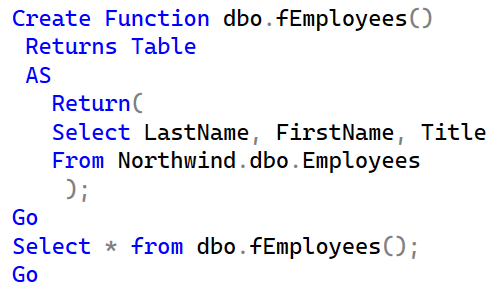 Create Function dbo.fEmployees()
Returns Table
AS
Return(
Select LastName, FirstName, Title
From Northwind.dbo.Employees
);
Go
Select * from dbo.fEmployees();
Go